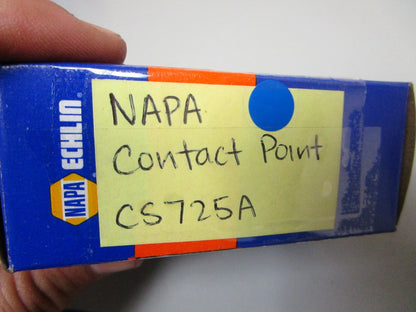 NAPA
Contact Point
CS725A
NAPA ECHLIN.